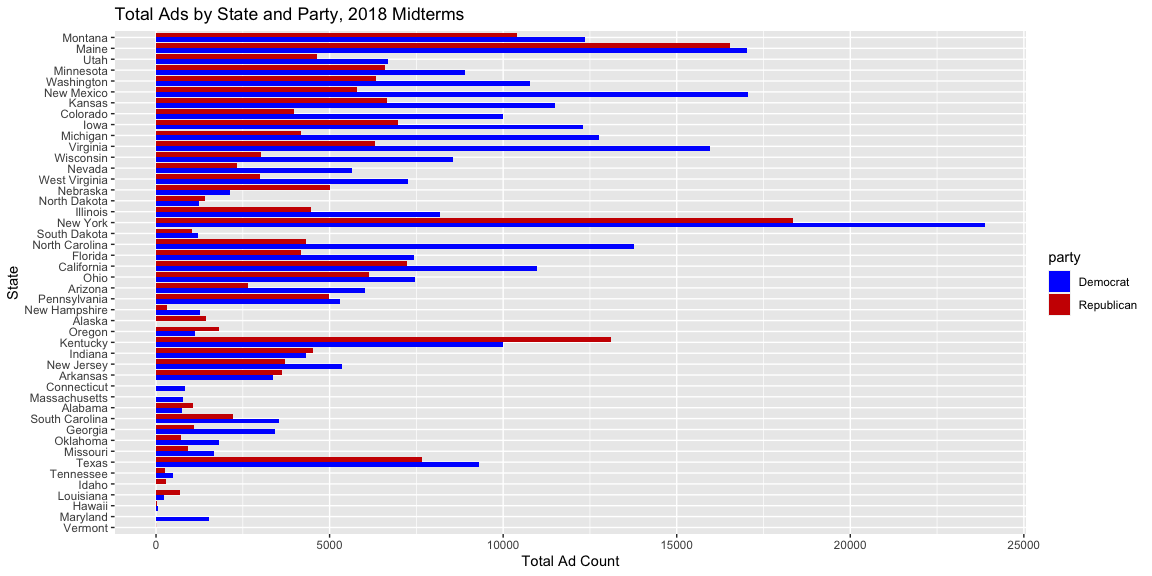 Total Ads by State and Party, 2018 Midterms
State
Montana
Maine
Utah
Minnesota
Washington
New Mexico
Kansas
Colorado
Iowa
Michigan
Virginia
Wisconsin
Nevada
West Virginia
Nebraska
North Dakota
Illinois
New York
South Dakota
North Carolina
Florida
California
Ohio
Arizona
Pennsylvania
New Hampshire
Alaska
Oregon
Kentucky
Indiana
New Jersey
Arkansas
Connecticut
Massachusetts
Alabama
South Carolina
Georgia
Oklahoma
Missouri
Texas
Tennessee
Idaho
Louisiana
Hawaii
Maryland
Vermont
0 5000 10000 15000 20000 25000
Total Ad Count
party
Democrat
Republican